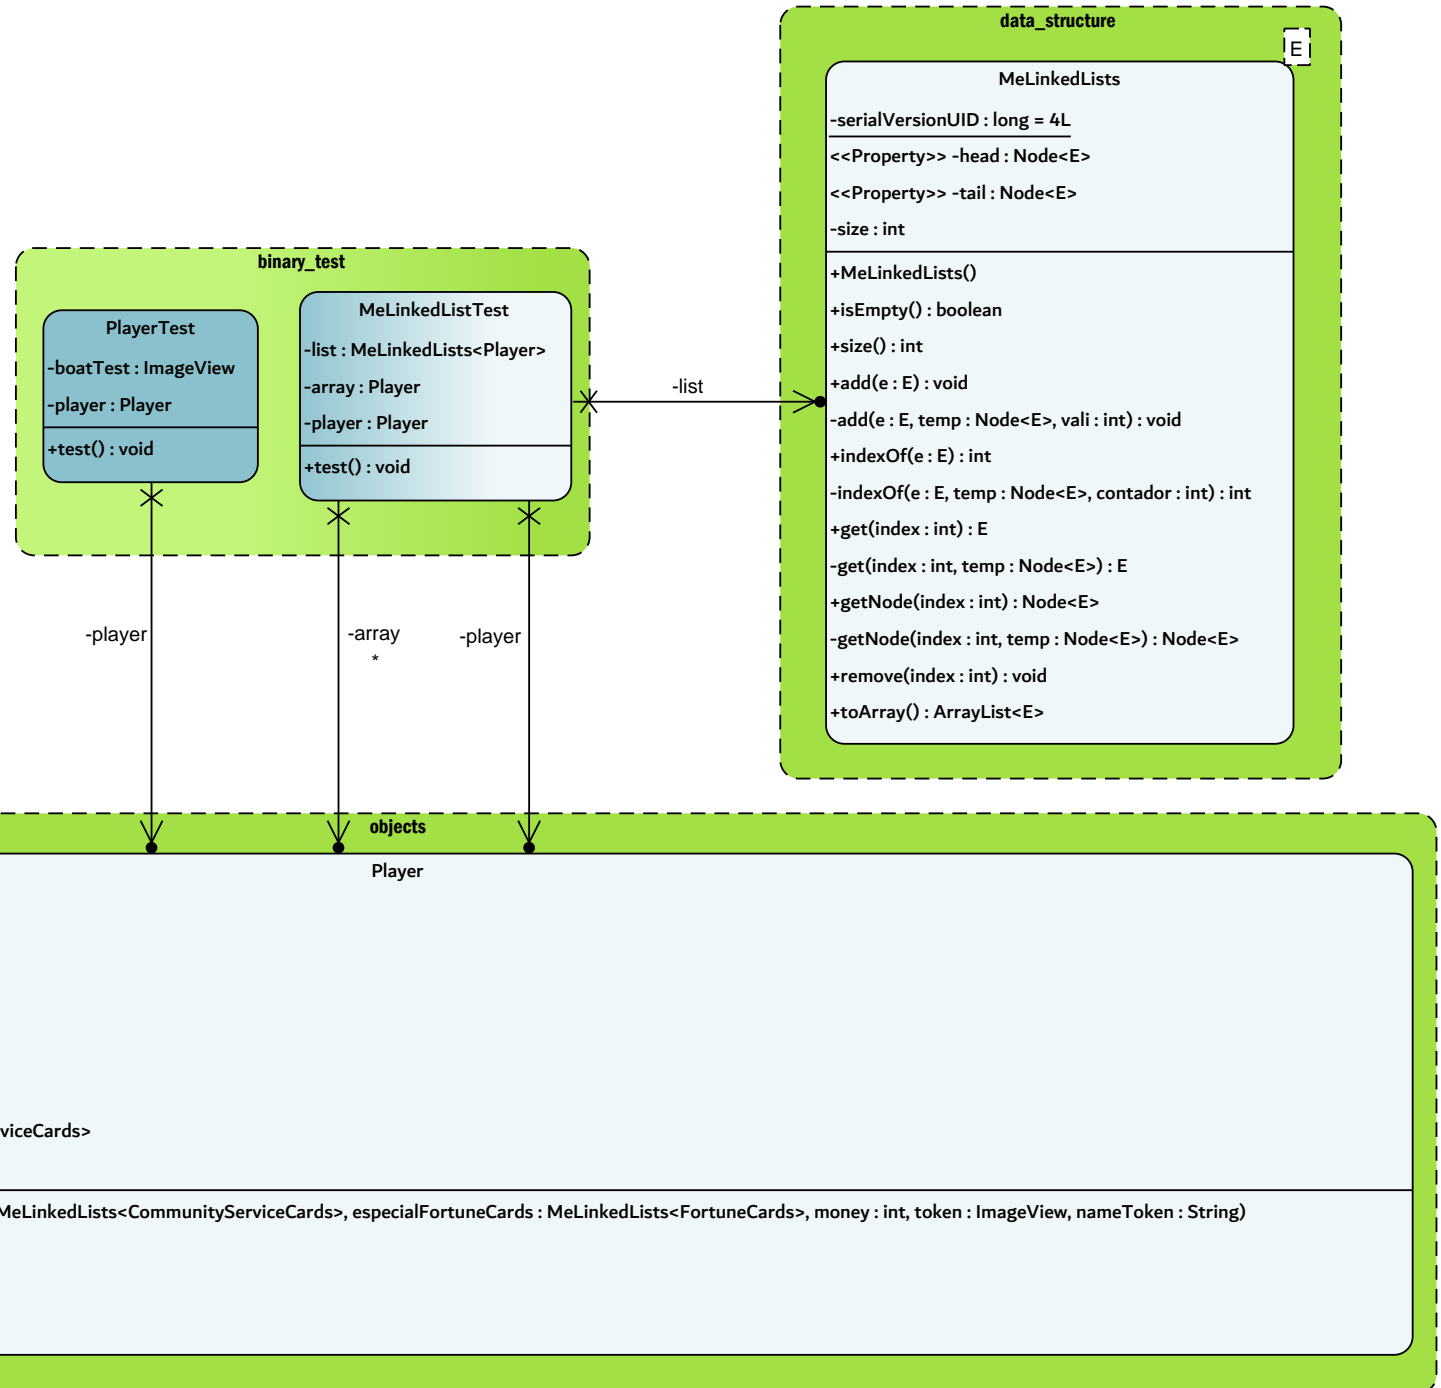 data_structure
E
MeLinkedLists
-serialVersionUID : long = 4L
<<Property>> -head : Node<E>
<<Property>> -tail : Node<E>
-size : int
+MeLinkedLists()
+isEmpty() : boolean
+size() : int
+add(e : E) : void
-add(e : E, temp : Node<E>, vali : int) : void
+indexOf(e : E) : int
-indexOf(e : E, temp : Node<E>, contador : int) : int
+get(index : int) : E
-get(index : int, temp : Node<E>) : E
+getNode(index : int) : Node<E>
-getNode(index : int, temp : Node<E>) : Node<E>
+remove(index : int) : void
+toArray() : ArrayList<E>
binary_test
PlayerTest
-boatTest : ImageView
-player : Player
+test() : void
MeLinkedListTest
-list : MeLinkedLists<Player>
-array : Player
-player : Player
+test() : void
-list
-player
-array
*
-player
objects
Player
viceCards>
MeLinkedLists<CommunityServiceCards>, especialFortuneCards : MeLinkedLists<FortuneCards>, money : int, token : ImageView, nameToken : String)